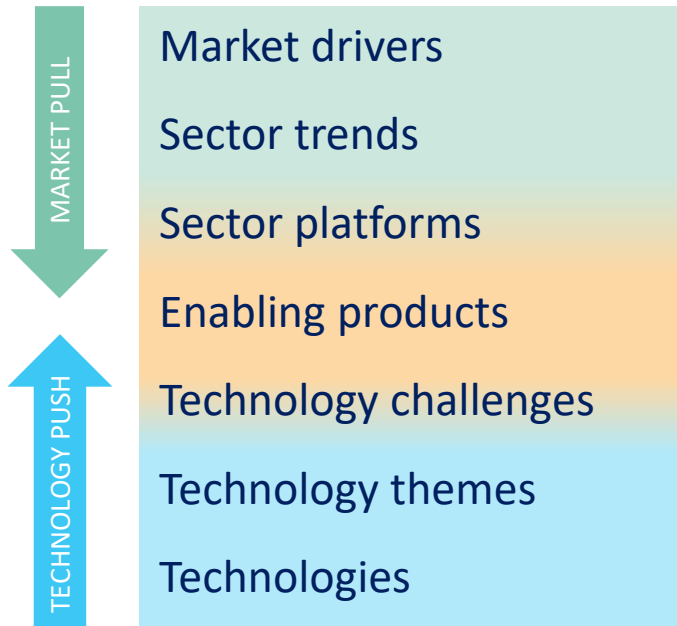 MARKET PULL
Market drivers
Sector trends
Sector platforms
Enabling products
TECHNOLOGY PUSH
Technology challenges
Technology themes
Technologies